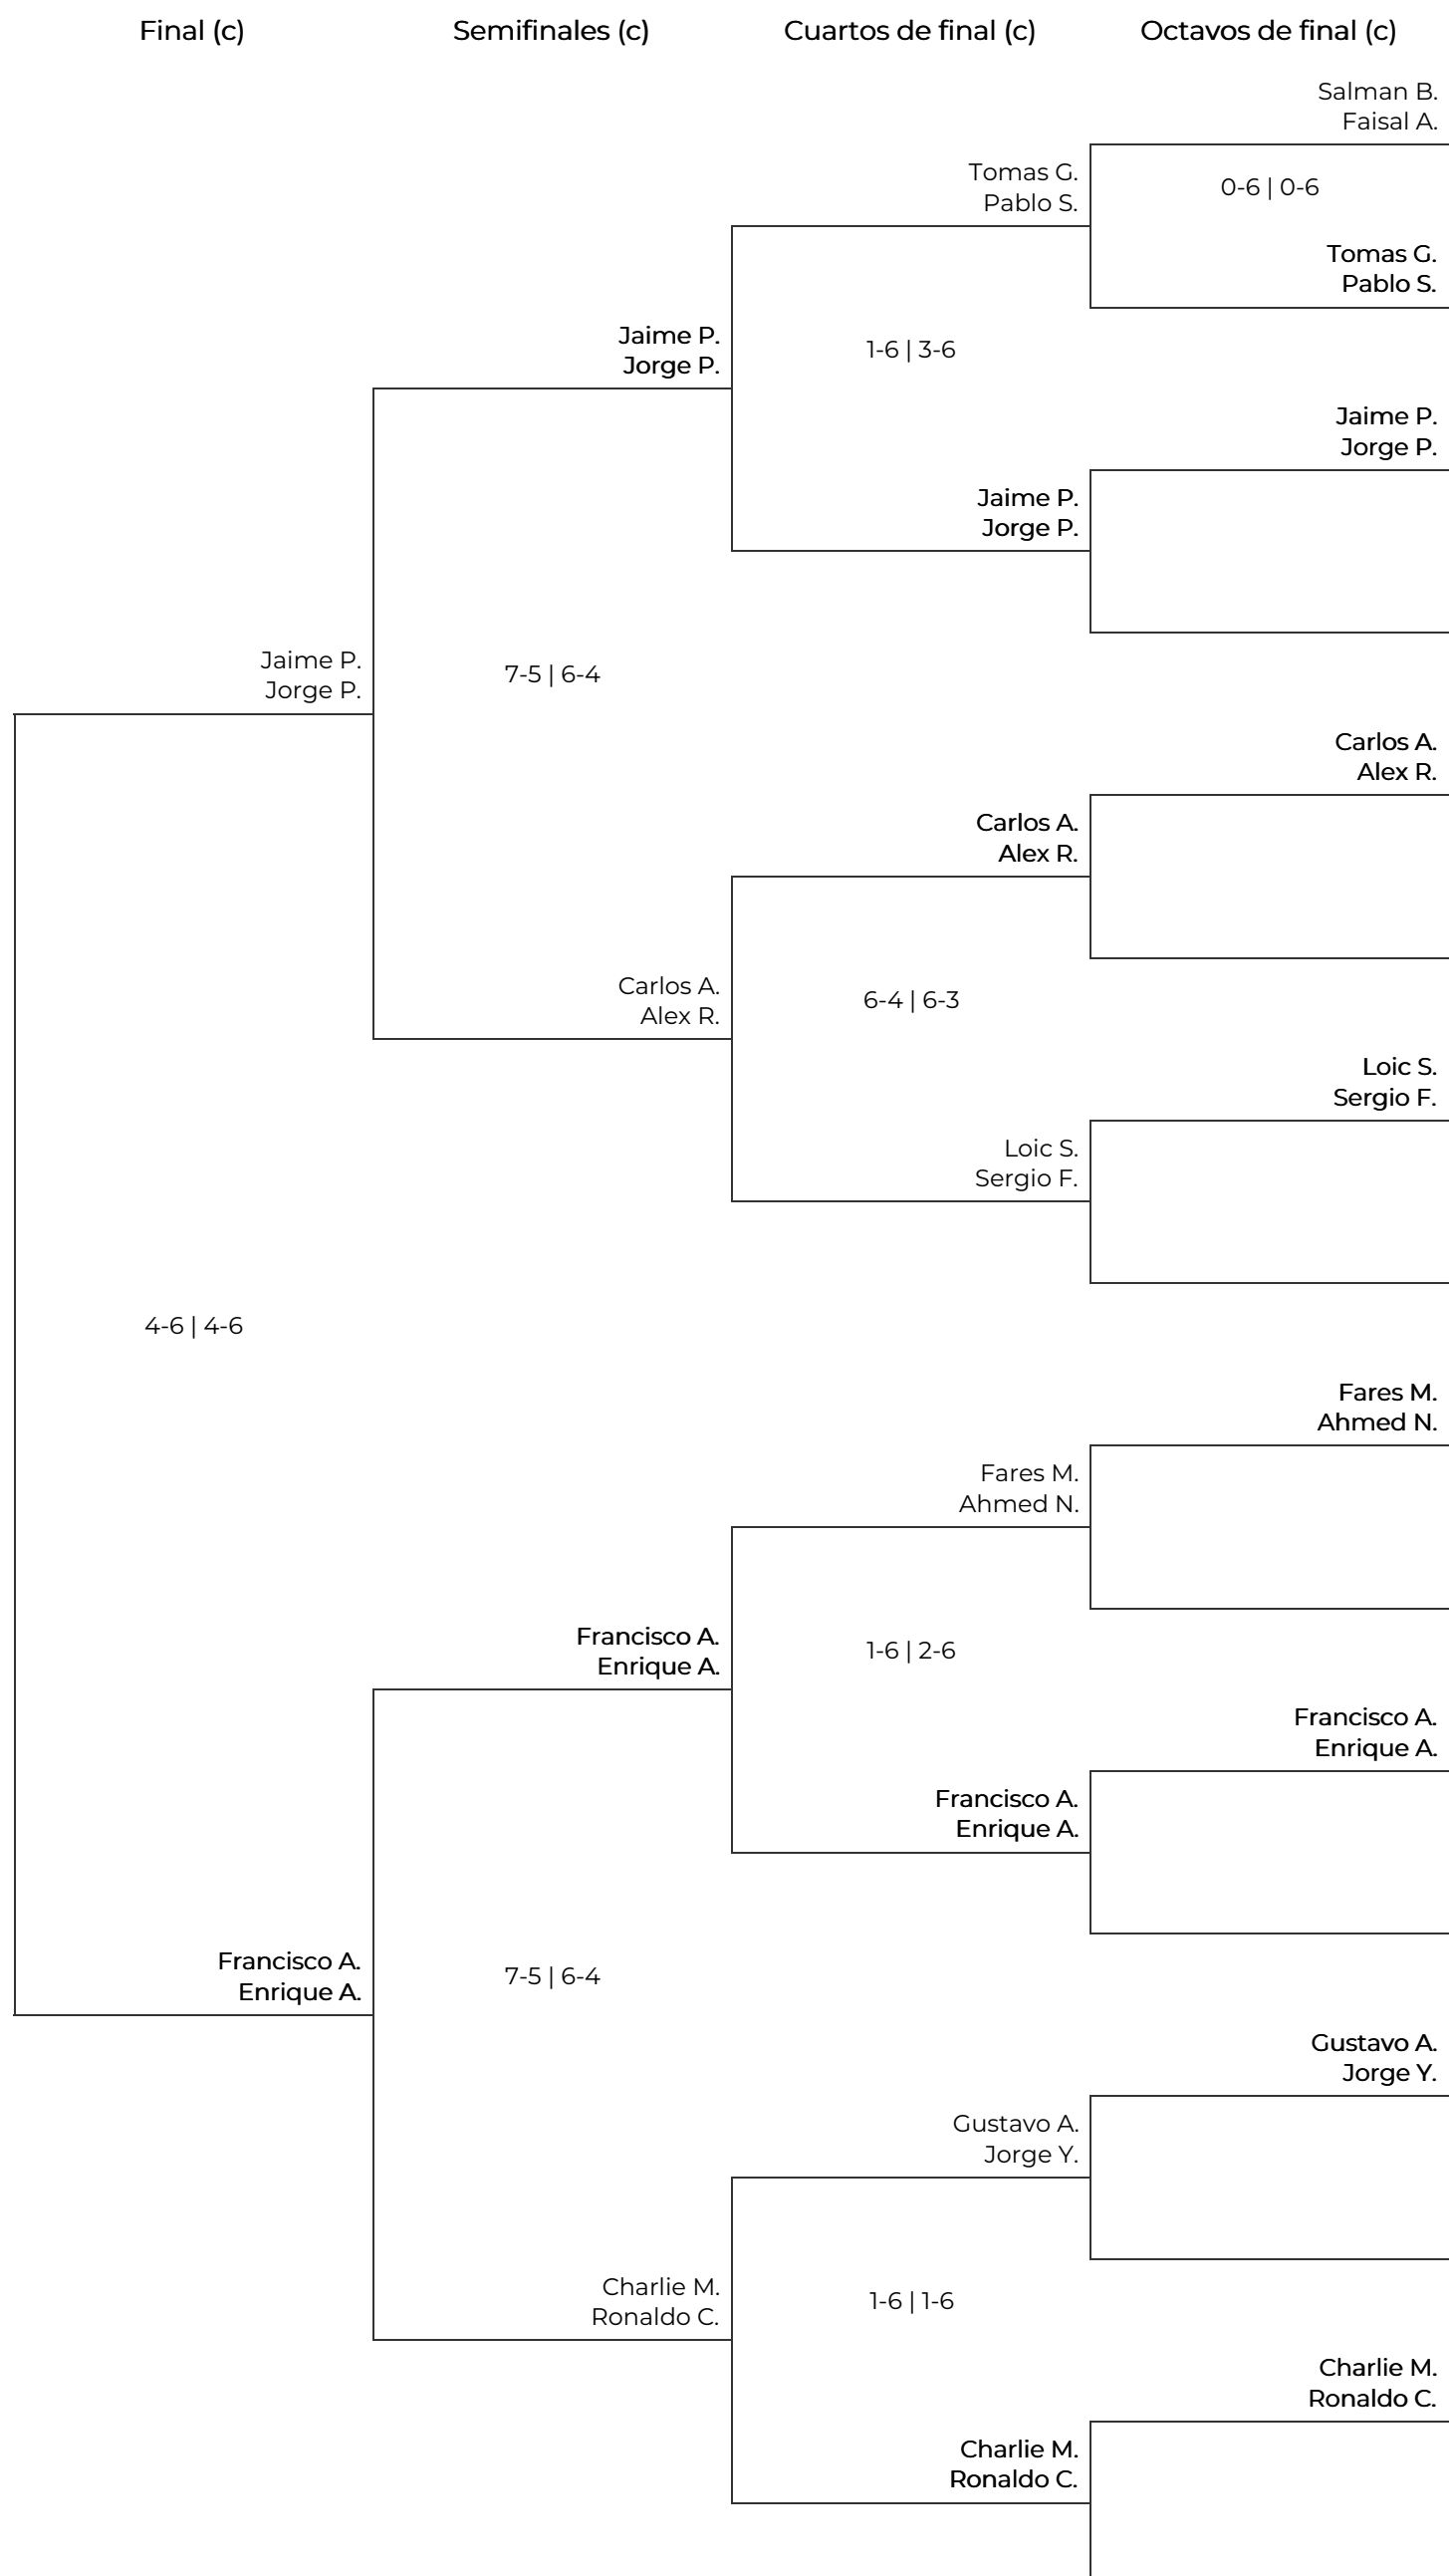 Final (c)
Semifinales (c)
Cuartos de final (c)
Octavos de final (c)
Jaime P.
Jorge P.
4-6 | 4-6
Francisco A.
Enrique A.
Jaime P.
Jorge P.
7-5 | 6-4
Carlos A.
Alex R.
Francisco A.
Enrique A.
7-5 | 6-4
Charlie M.
Ronaldo C.
Tomas G.
Pablo S.
1-6 | 3-6
Jaime P.
Jorge P.
Carlos A.
Alex R.
6-4 | 6-3
Loic S.
Sergio F.
Fares M.
Ahmed N.
1-6 | 2-6
Francisco A.
Enrique A.
Gustavo A.
Jorge Y.
1-6 | 1-6
Charlie M.
Ronaldo C.
Salman B.
Faisal A.
0-6 | 0-6
Tomas G.
Pablo S.
Jaime P.
Jorge P.
Carlos A.
Alex R.
Loic S.
Sergio F.
Fares M.
Ahmed N.
Francisco A.
Enrique A.
Gustavo A.
Jorge Y.
Charlie M.
Ronaldo C.